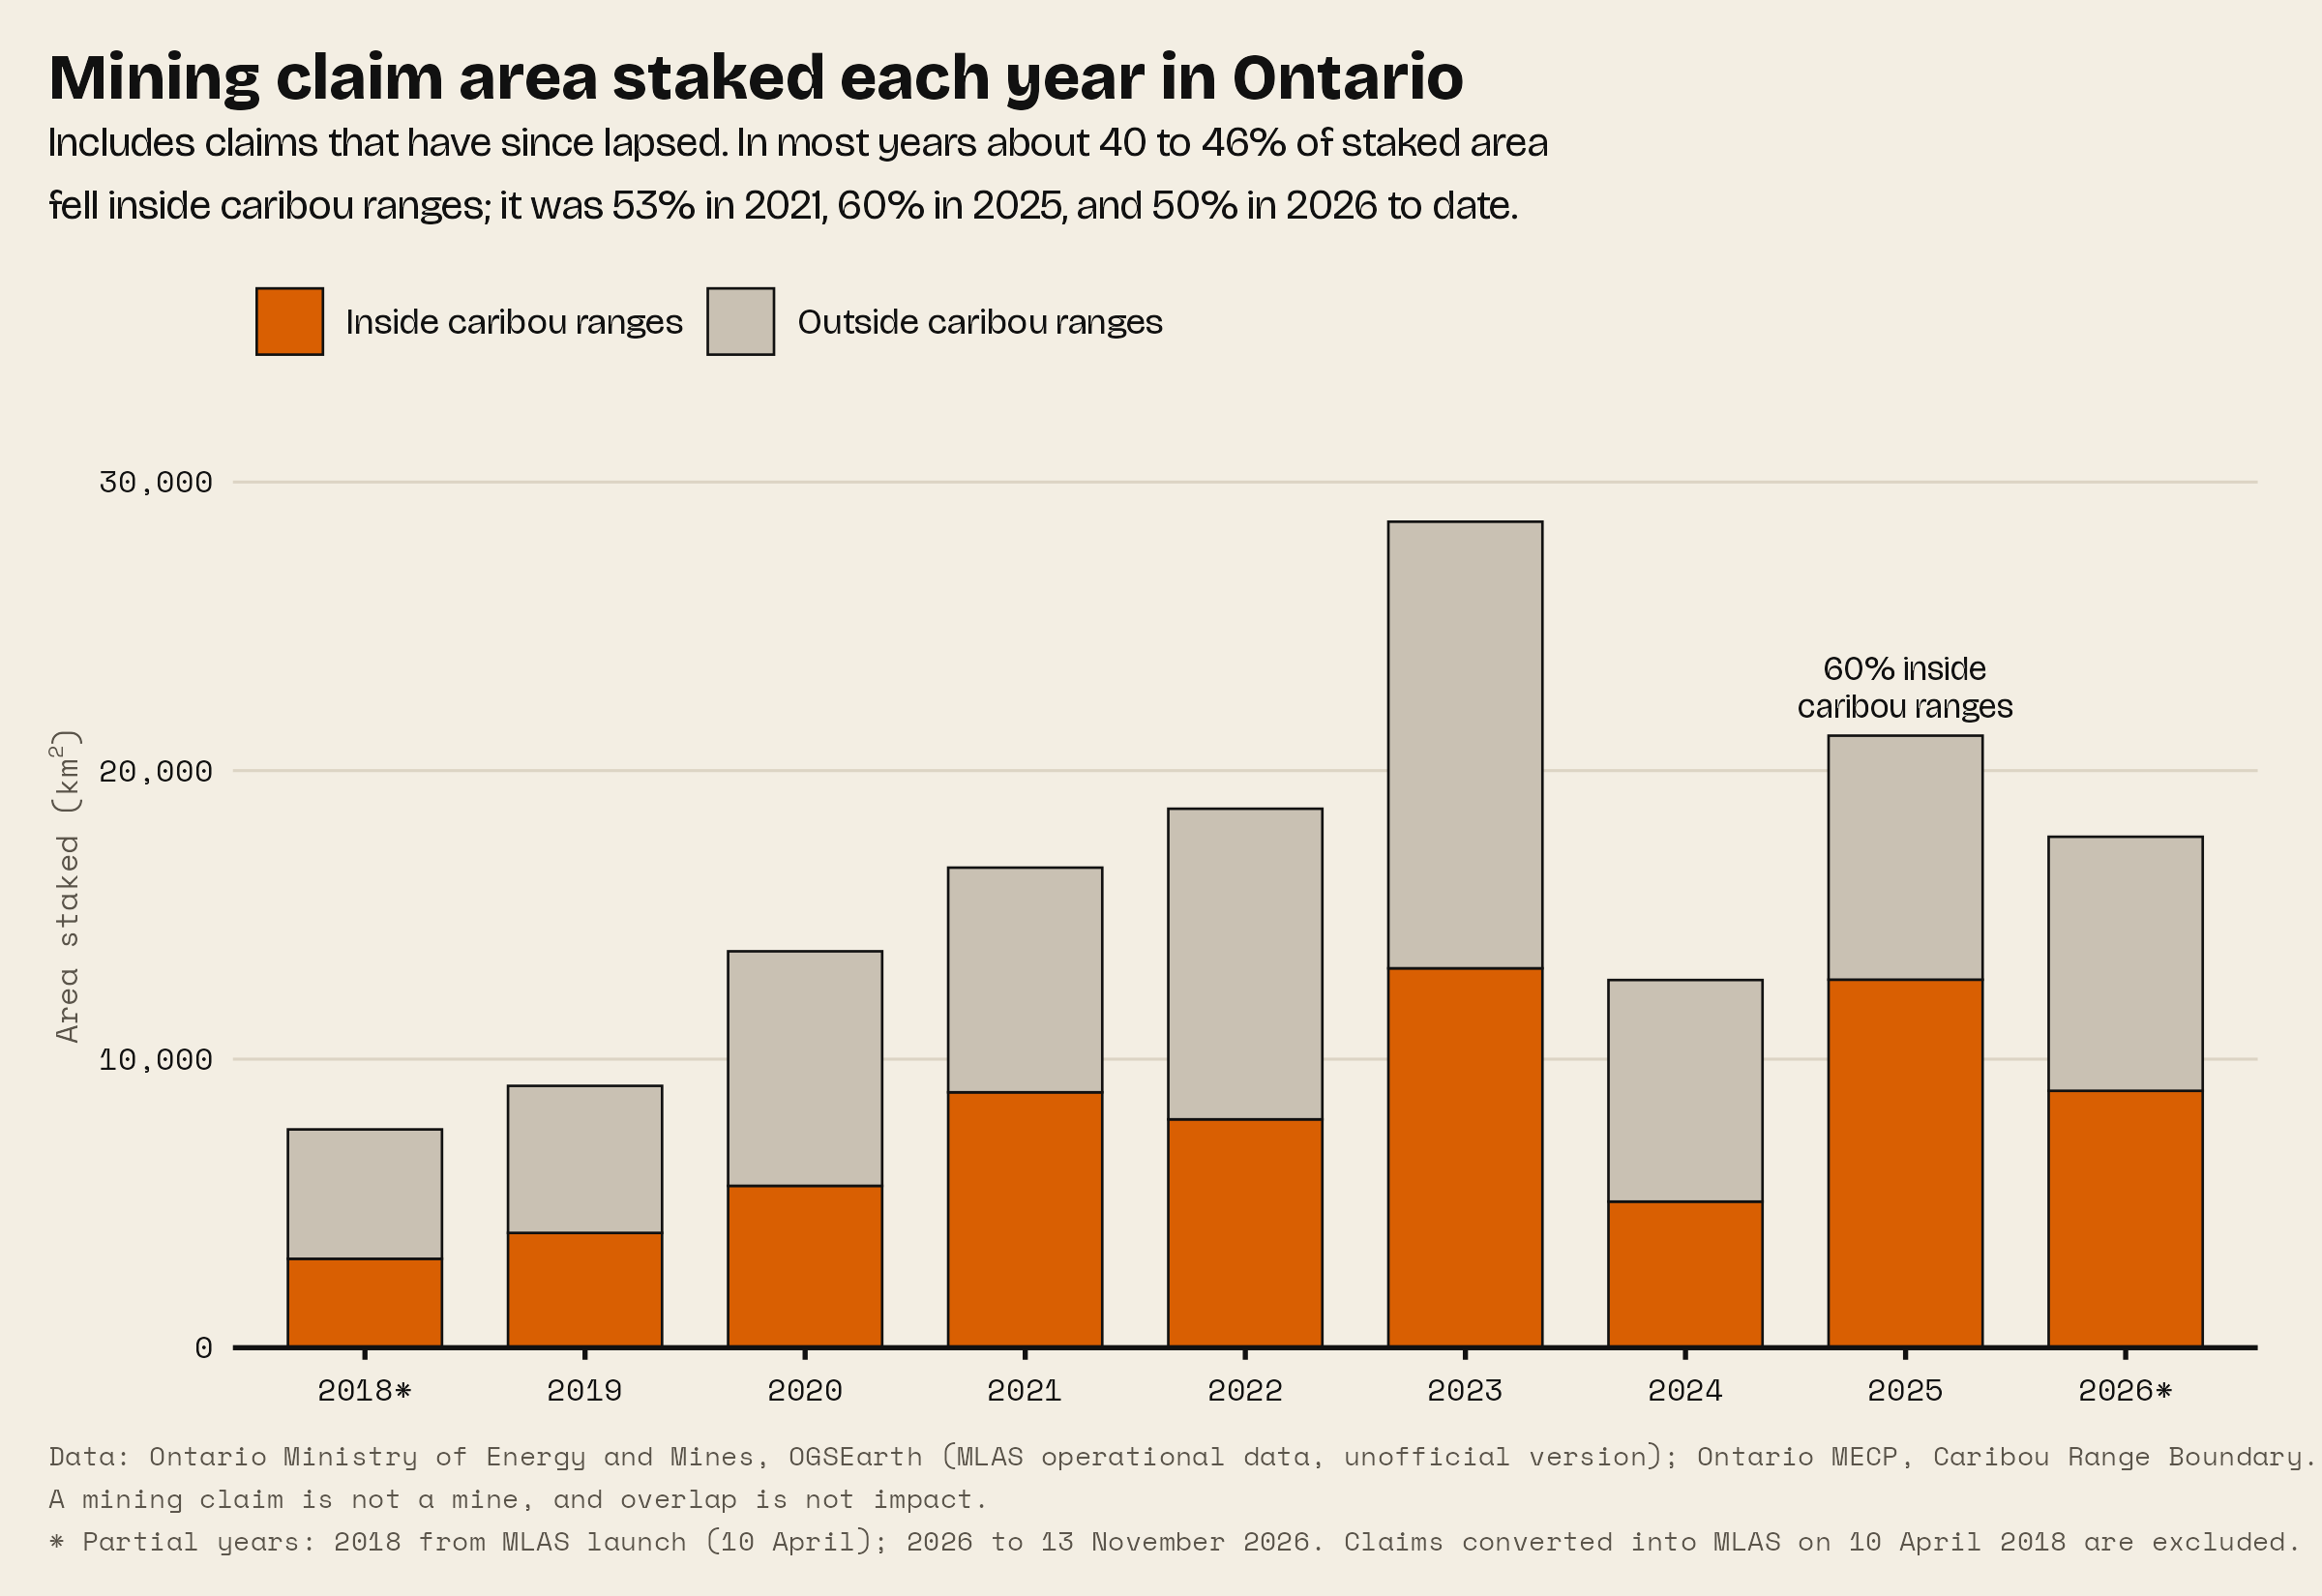 Mining claim area staked each year in Ontario
Includes claims that have since lapsed. In most years about 40 to 46% of staked area
fell inside caribou ranges; it was 53% in 2021, 60% in 2025, and 50% in 2026 to date.
Inside caribou ranges
Outside caribou ranges
Area staked (km²)
30,000
20,000
10,000
0
60% inside
caribou ranges
2018* 2019 2020 2021 2022 2023 2024 2025 2026*
Data: Ontario Ministry of Energy and Mines, OGSEarth (MLAS operational data, unofficial version); Ontario MECP, Caribou Range Boundary.
A mining claim is not a mine, and overlap is not impact.
* Partial years: 2018 from MLAS launch (10 April); 2026 to 13 November 2026. Claims converted into MLAS on 10 April 2018 are excluded.